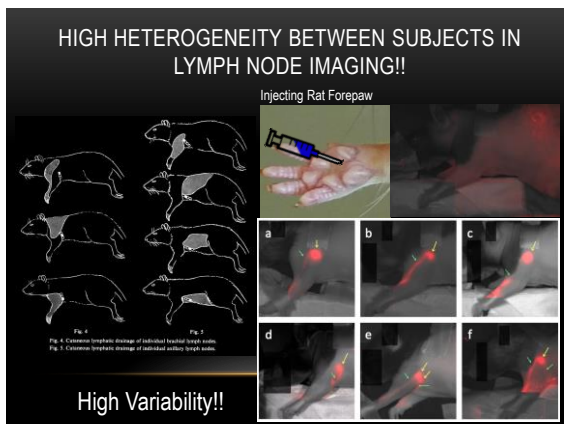 HIGH HETEROGENEITY BETWEEN SUBJECTS IN
LYMPH NODE IMAGING!!
Injecting Rat Forepaw
Fig. 4
Fig. 5
Fig. 4. Cutaneous lymphatic drainage of individual brachial lymph nodes.
Fig. 5. Cutaneous lymphatic drainage of individual axillary lymph nodes.
a
b
c
d
e
f
High Variability!!